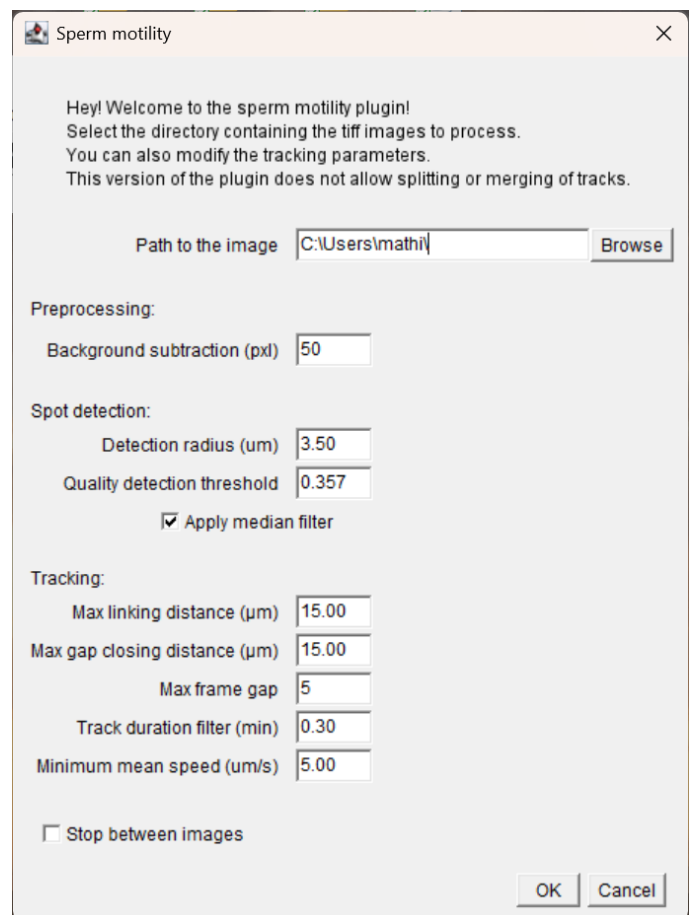 Sperm motility
Hey! Welcome to the sperm motility plugin!
Select the directory containing the tiff images to process.
You can also modify the tracking parameters.
This version of the plugin does not allow splitting or merging of tracks.
Path to the image C:\Users\mathi\ Browse
Preprocessing:
Background subtraction (pxl) 50
Spot detection:
Detection radius (um) 3.50
Quality detection threshold 0.357
Apply median filter
Tracking:
Max linking distance (µm) 15.00
Max gap closing distance (µm) 15.00
Max frame gap 5
Track duration filter (min) 0.30
Minimum mean speed (um/s) 5.00
Stop between images
OK Cancel